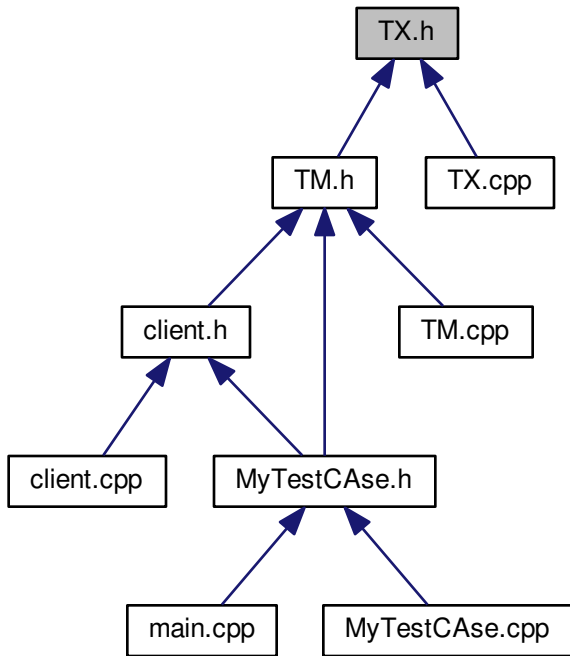 TX.h
TM.h
TX.cpp
client.h
TM.cpp
client.cpp
MyTestCAse.h
main.cpp
MyTestCAse.cpp